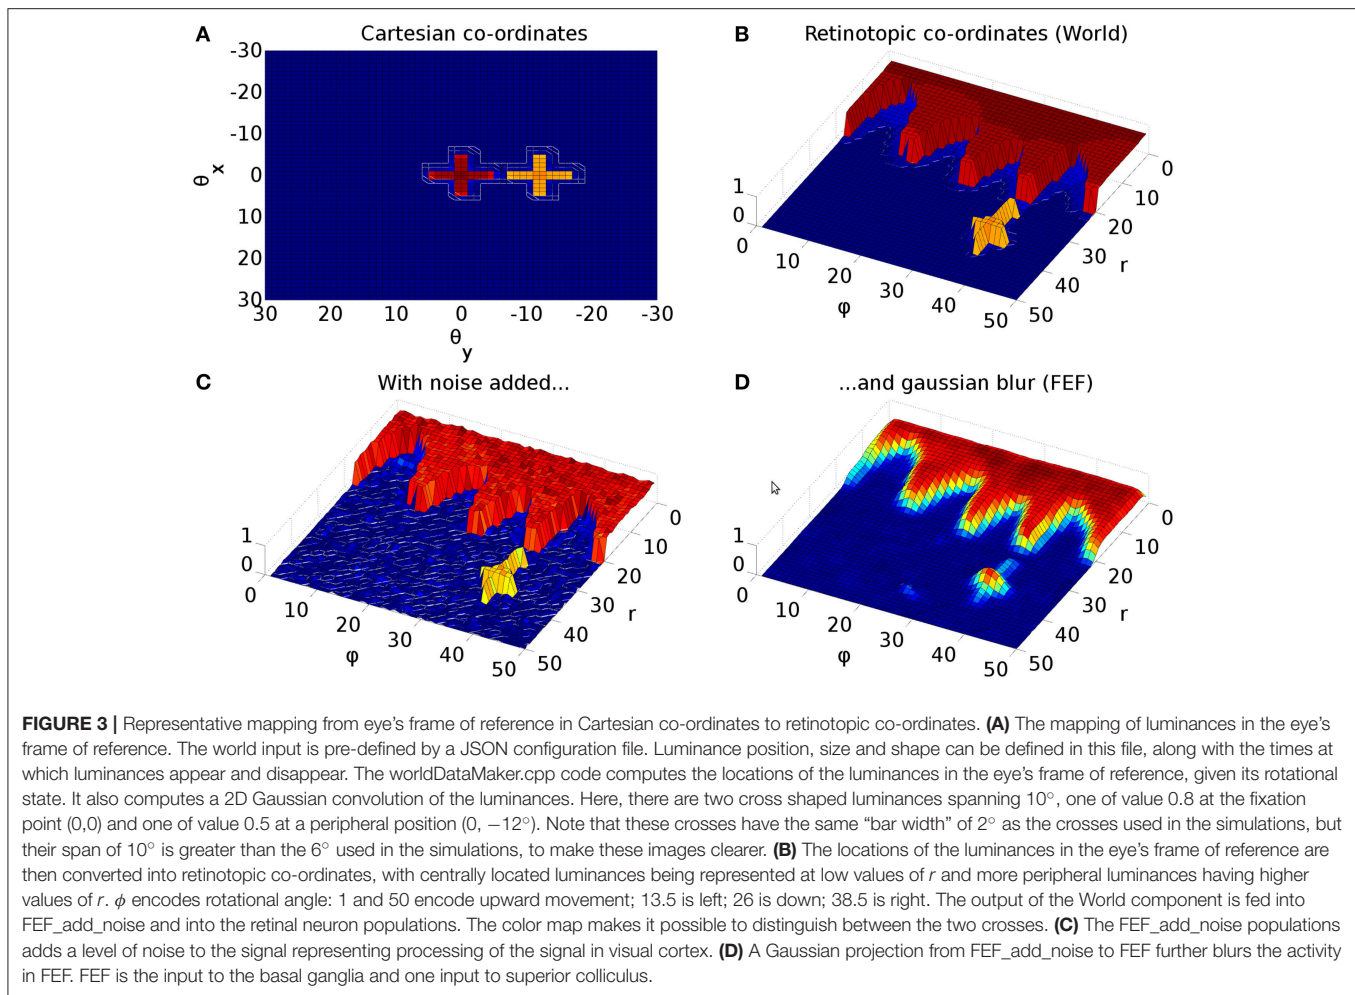 A
Cartesian co-ordinates
-30
-20
-10
0
10
20
30
30 20 10 0 -10 -20 -30
θx
θy
B
Retinotopic co-ordinates (World)
1
0
0
10
20
30
40
50
φ
0
10
20
30
40
50
r
C
With noise added...
1
0
0
10
20
30
40
50
φ
0
10
20
30
40
50
r
D
...and gaussian blur (FEF)
1
0
0
10
20
30
40
50
φ
0
10
20
30
40
50
r
FIGURE 3 | Representative mapping from eye's frame of reference in Cartesian co-ordinates to retinotopic co-ordinates. (A) The mapping of luminances in the eye's
frame of reference. The world input is pre-defined by a JSON configuration file. Luminance position, size and shape can be defined in this file, along with the times at
which luminances appear and disappear. The worldDataMaker.cpp code computes the locations of the luminances in the eye's frame of reference, given its rotational
state. It also computes a 2D Gaussian convolution of the luminances. Here, there are two cross shaped luminances spanning 10°, one of value 0.8 at the fixation
point (0,0) and one of value 0.5 at a peripheral position (0, −12°). Note that these crosses have the same “bar width” of 2° as the crosses used in the simulations, but
their span of 10° is greater than the 6° used in the simulations, to make these images clearer. (B) The locations of the luminances in the eye's frame of reference are
then converted into retinotopic co-ordinates, with centrally located luminances being represented at low values of r and more peripheral luminances having higher
values of r. ϕ encodes rotational angle: 1 and 50 encode upward movement; 13.5 is left; 26 is down; 38.5 is right. The output of the World component is fed into
FEF_add_noise and into the retinal neuron populations. The color map makes it possible to distinguish between the two crosses. (C) The FEF_add_noise populations
adds a level of noise to the signal representing processing of the signal in visual cortex. (D) A Gaussian projection from FEF_add_noise to FEF further blurs the activity
in FEF. FEF is the input to the basal ganglia and one input to superior colliculus.